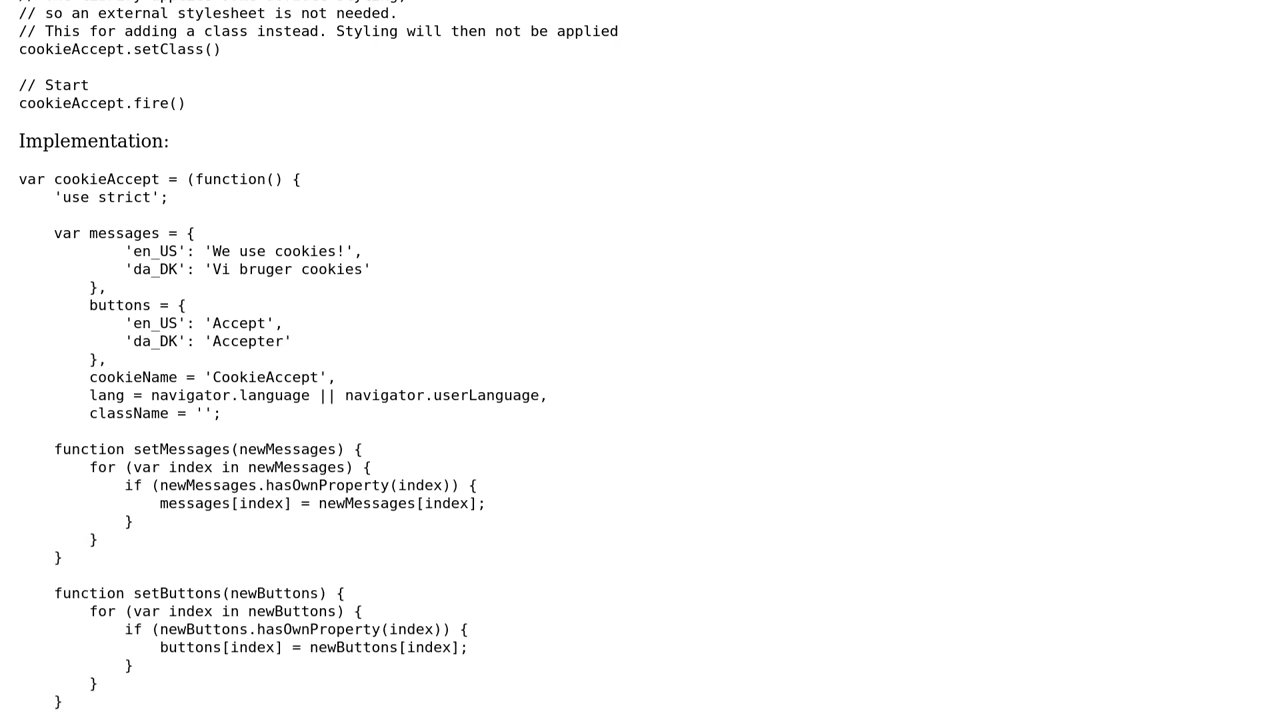 // so an external stylesheet is not needed.
// This for adding a class instead. Styling will then not be applied
cookieAccept.setClass()

// Start
cookieAccept.fire()

Implementation:

var cookieAccept = (function() {
    'use strict';

    var messages = {
            'en_US': 'We use cookies!',
            'da_DK': 'Vi bruger cookies'
        },
        buttons = {
            'en_US': 'Accept',
            'da_DK': 'Accepter'
        },
        cookieName = 'CookieAccept',
        lang = navigator.language || navigator.userLanguage,
        className = '';

    function setMessages(newMessages) {
        for (var index in newMessages) {
            if (newMessages.hasOwnProperty(index)) {
                messages[index] = newMessages[index];
            }
        }
    }

    function setButtons(newButtons) {
        for (var index in newButtons) {
            if (newButtons.hasOwnProperty(index)) {
                buttons[index] = newButtons[index];
            }
        }
    }